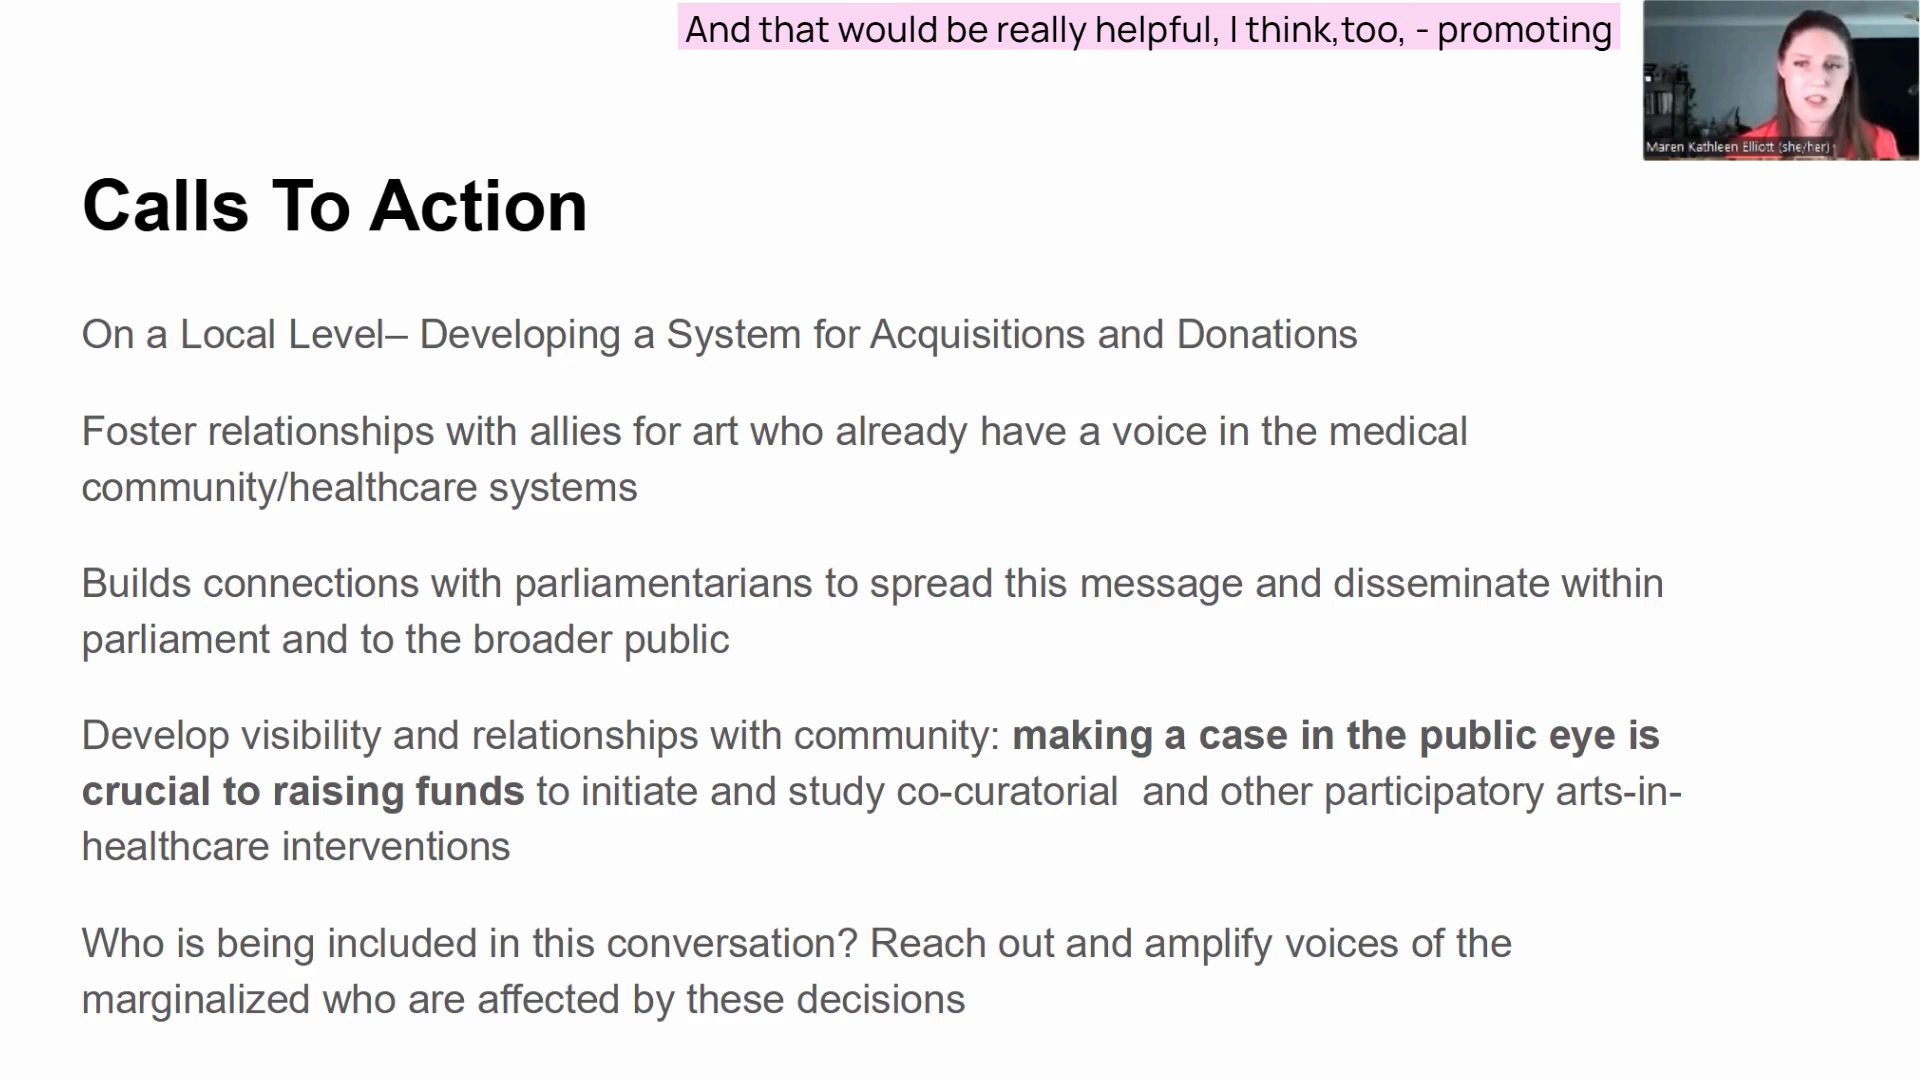 And that would be really helpful, I think,too, - promoting
Maren Kathleen Elliott (she/her)
Calls To Action
On a Local Level– Developing a System for Acquisitions and Donations
Foster relationships with allies for art who already have a voice in the medical
community/healthcare systems
Builds connections with parliamentarians to spread this message and disseminate within
parliament and to the broader public
Develop visibility and relationships with community: making a case in the public eye is
crucial to raising funds to initiate and study co-curatorial  and other participatory arts-in-
healthcare interventions
Who is being included in this conversation? Reach out and amplify voices of the
marginalized who are affected by these decisions